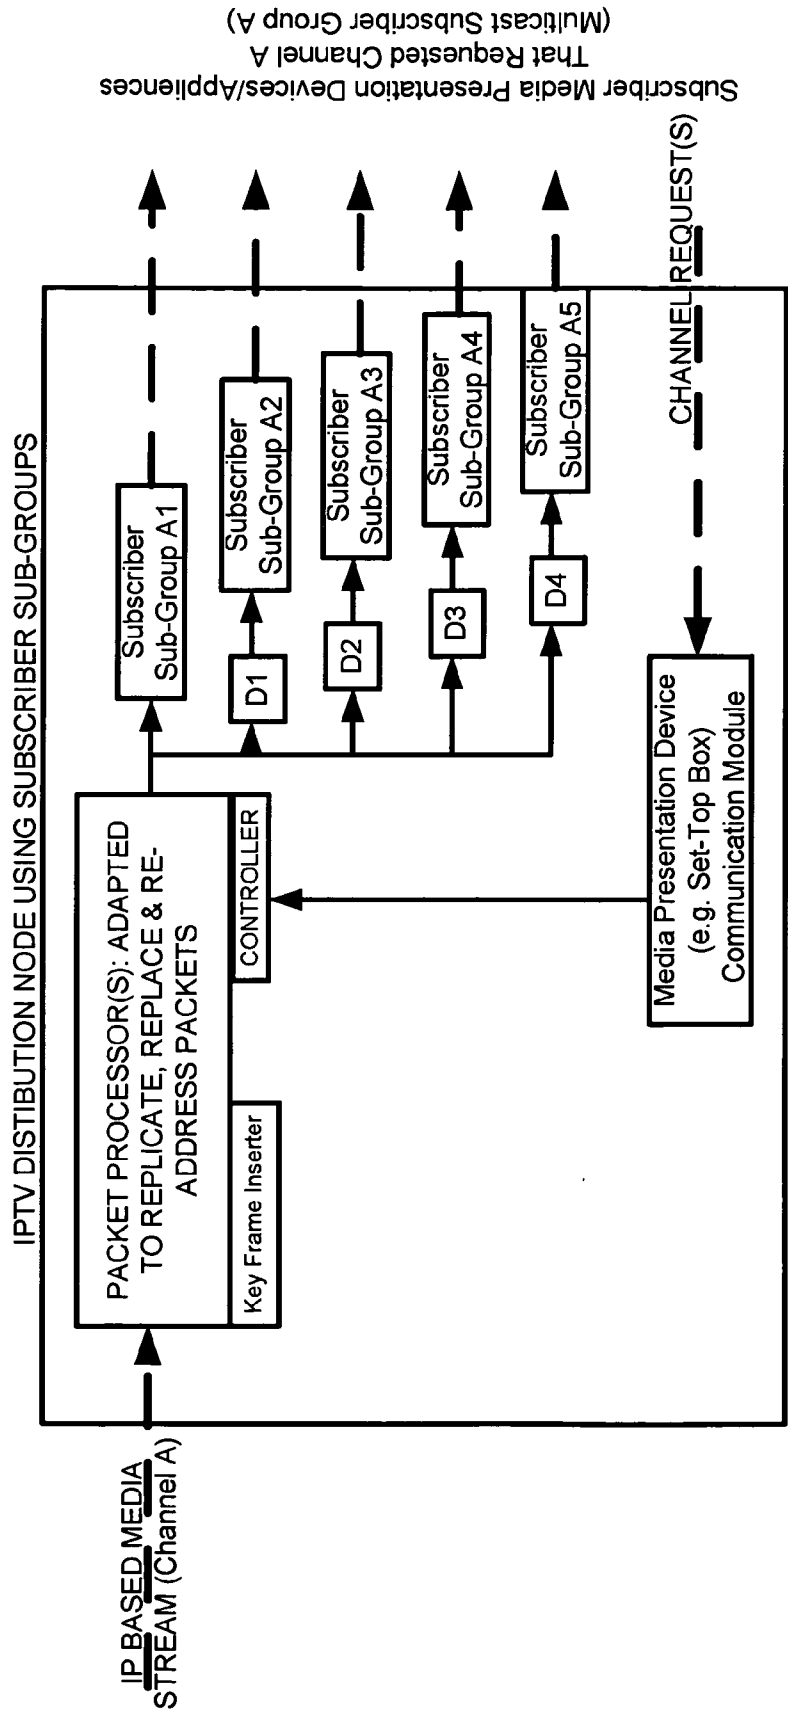 IPTV DISTIBUTION NODE USING SUBSCRIBER SUB-GROUPS
IP BASED MEDIA
STREAM (Channel A)
PACKET PROCESSOR(S): ADAPTED
TO REPLICATE, REPLACE & RE-
ADDRESS PACKETS
Key Frame Inserter
CONTROLLER
Subscriber
Sub-Group A1
D1
Subscriber
Sub-Group A2
D2
Subscriber
Sub-Group A3
D3
Subscriber
Sub-Group A4
D4
Subscriber
Sub-Group A5
Media Presentation Device
(e.g. Set-Top Box)
Communication Module
CHANNEL REQUEST(S)
Subscriber Media Presentation Devices/Appliances
That Requested Channel A
(Multicast Subscriber Group A)